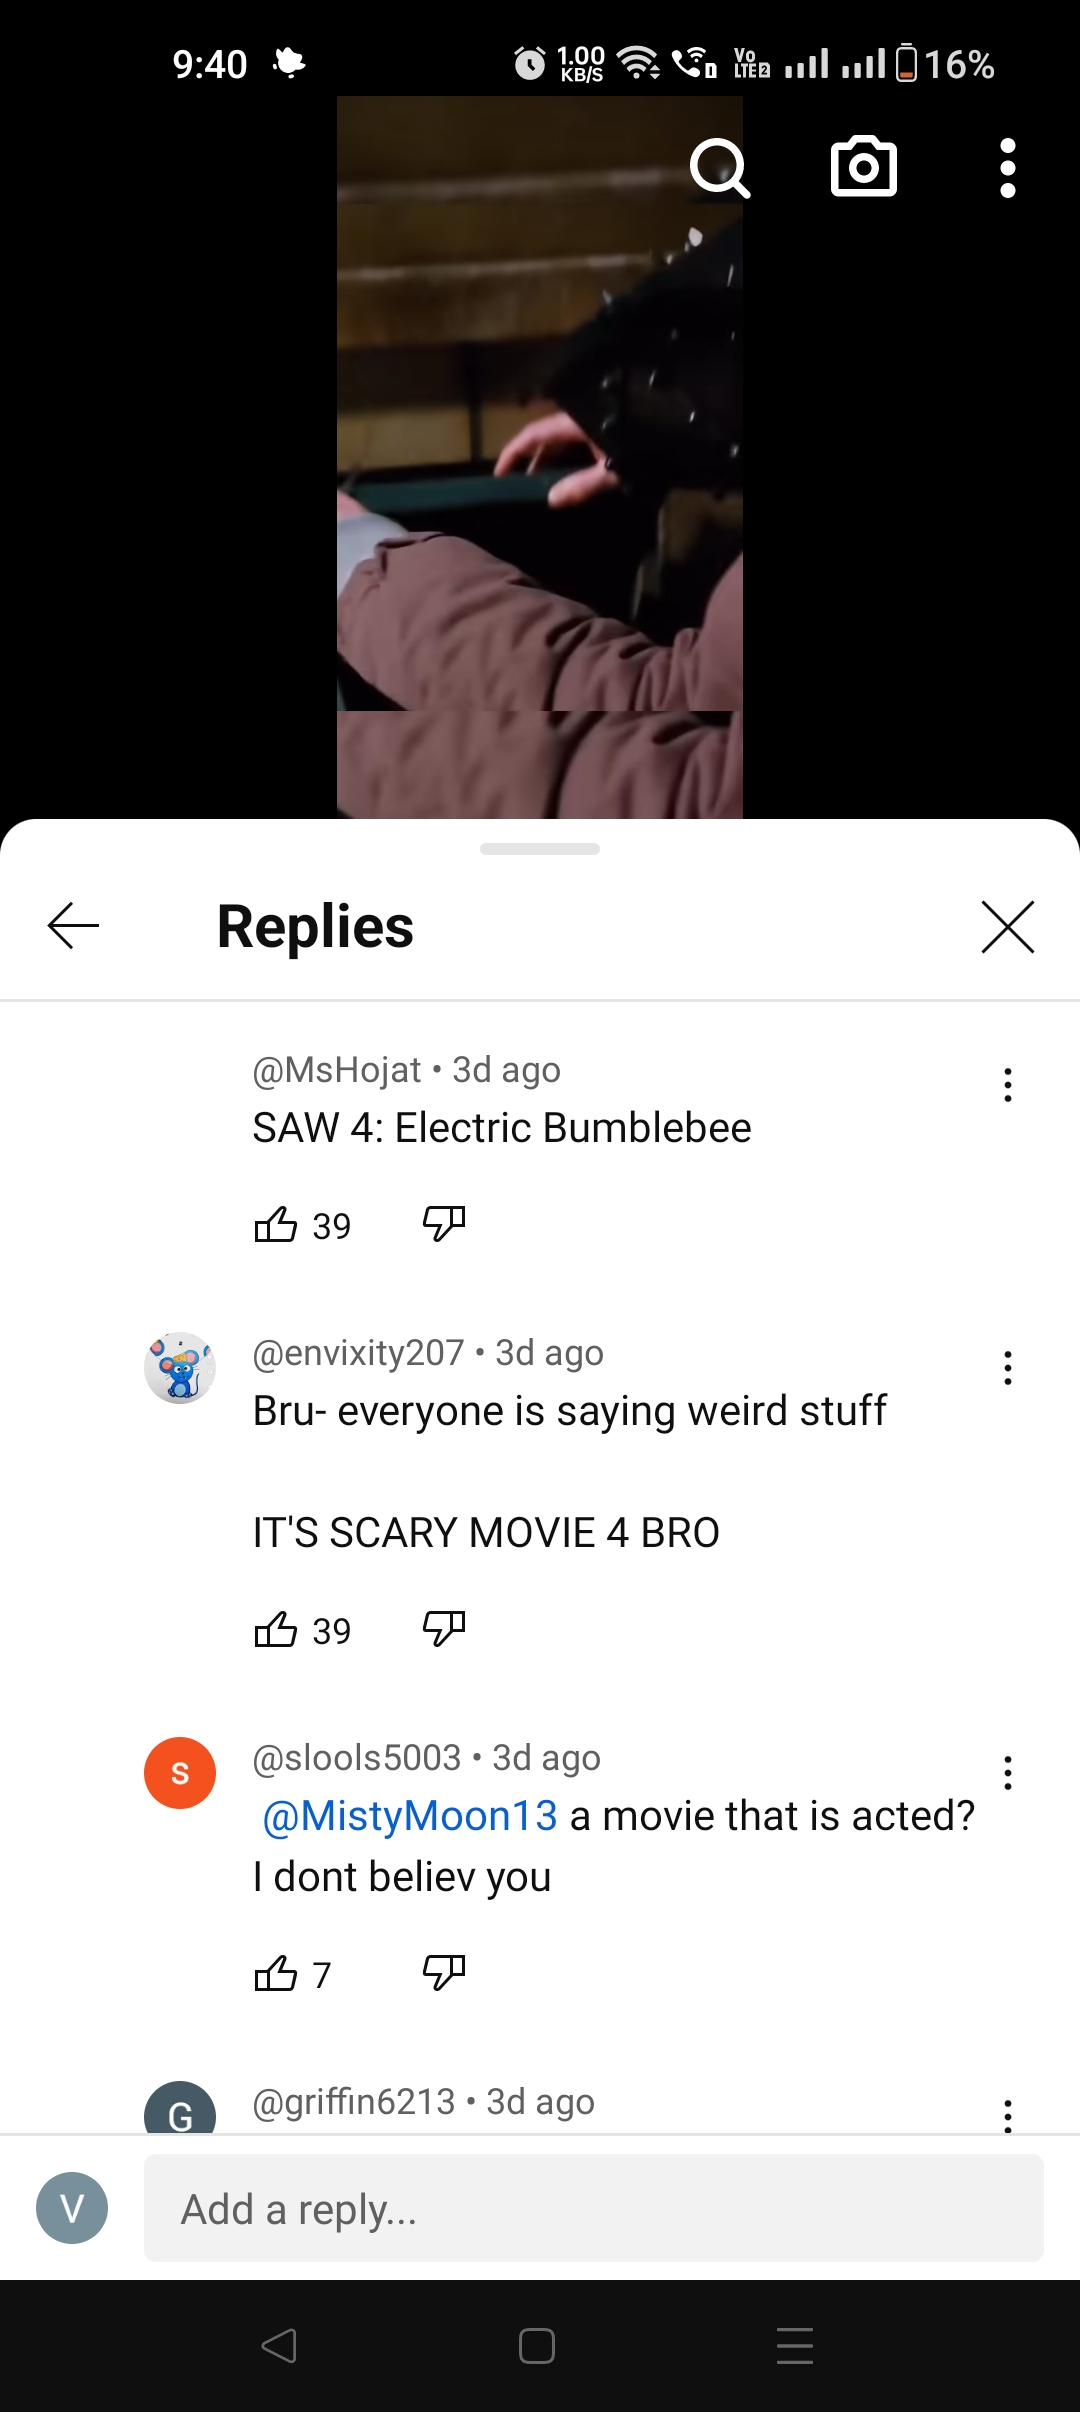 9:40
1.00
KB/S
Vo
LTE2
16%
Replies
@MsHojat • 3d ago
SAW 4: Electric Bumblebee
39
@envixity207 • 3d ago
Bru- everyone is saying weird stuff
IT'S SCARY MOVIE 4 BRO
39
S
@slools5003 • 3d ago
@MistyMoon13 a movie that is acted?
I dont believ you
7
G
@griffin6213 • 3d ago
V
Add a reply...